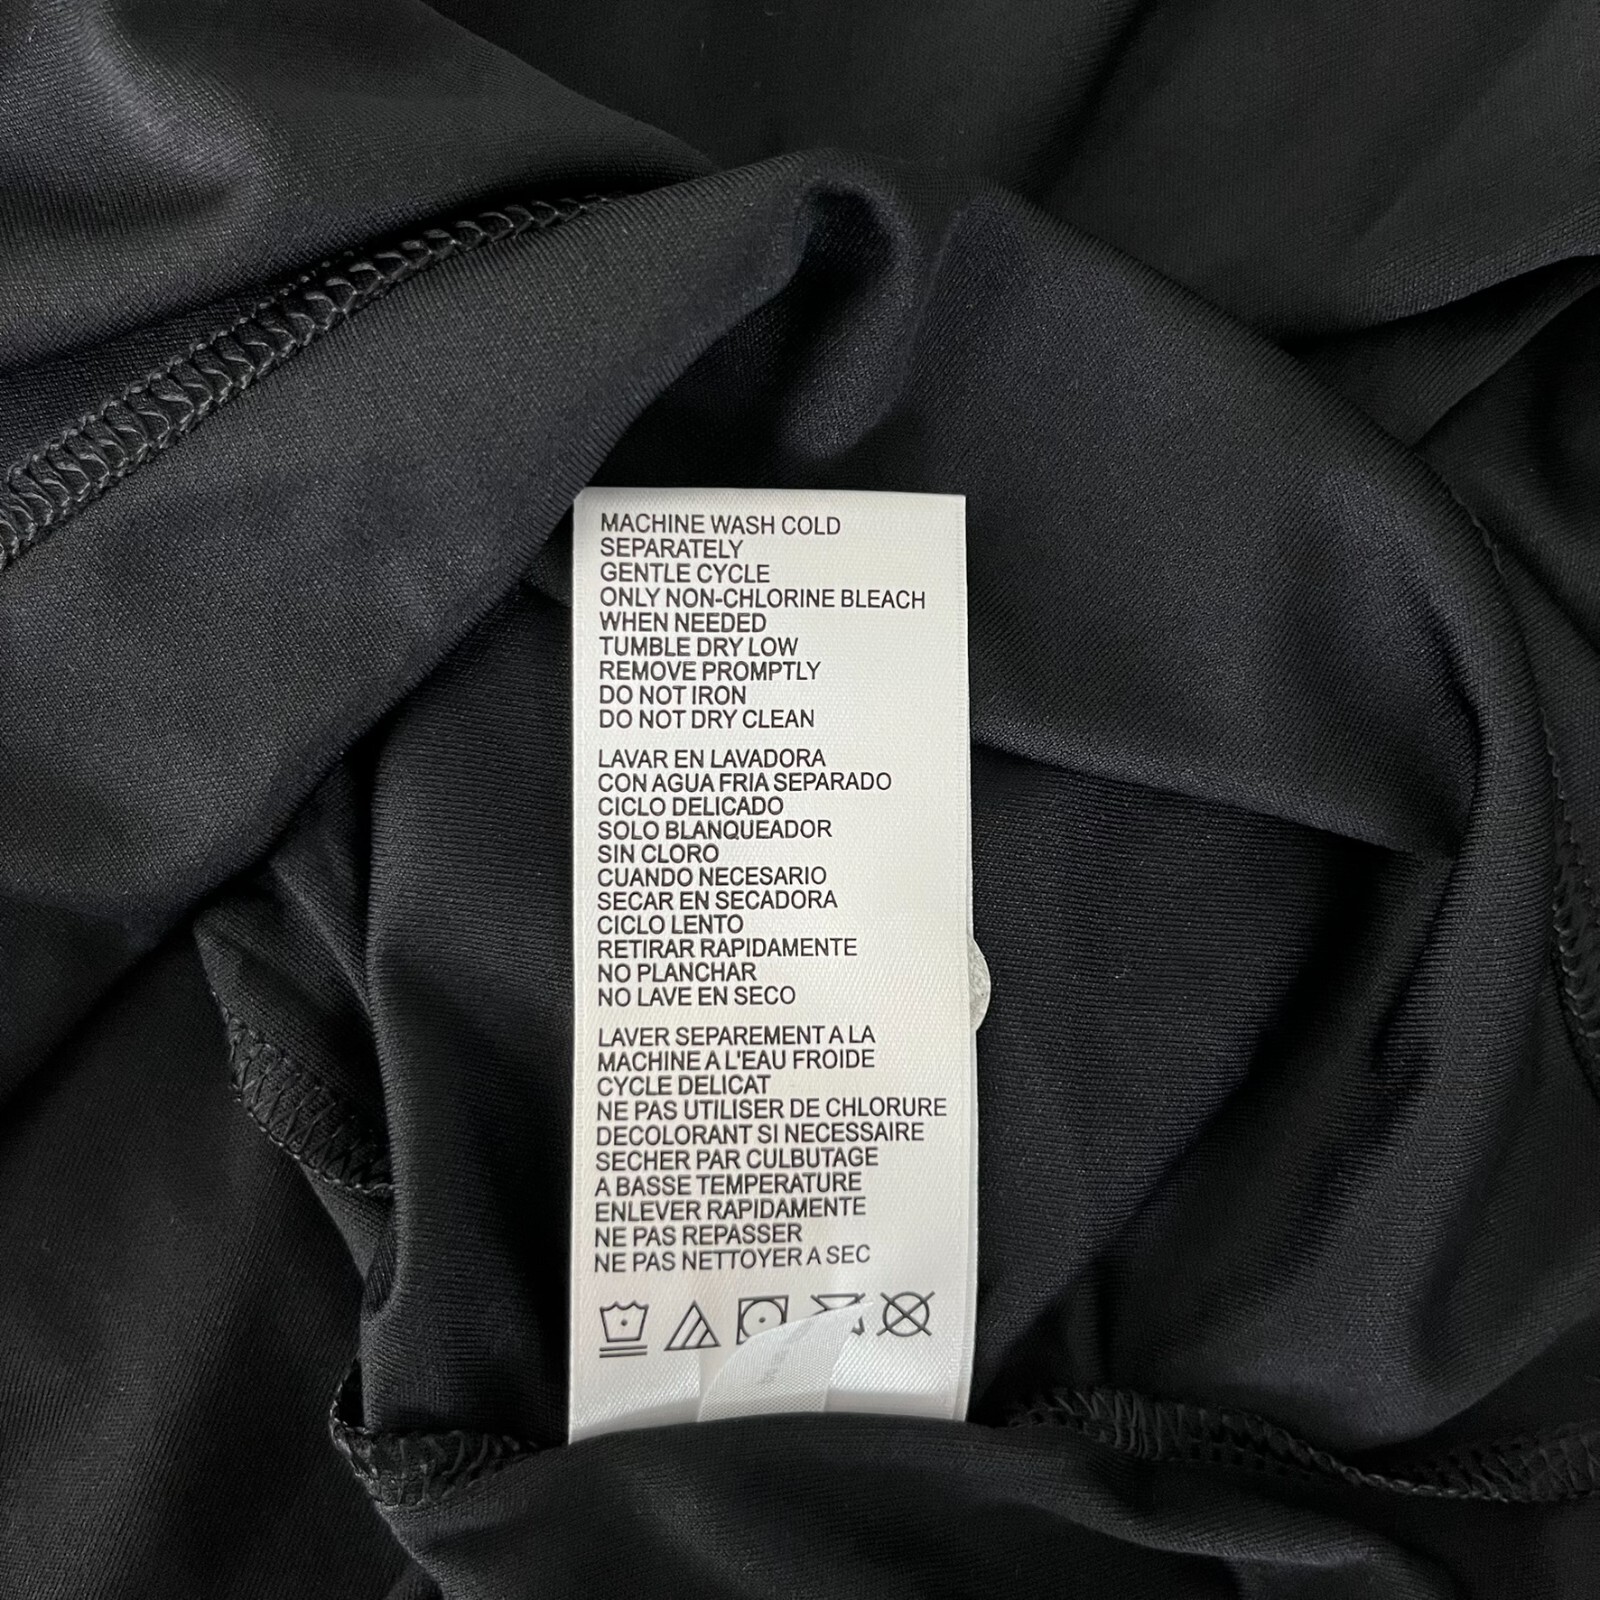 MACHINE WASH COLD
SEPARATELY
GENTLE CYCLE
ONLY NON-CHLORINE BLEACH
WHEN NEEDED
TUMBLE DRY LOW
REMOVE PROMPTLY
DO NOT IRON
DO NOT DRY CLEAN
LAVAR EN LAVADORA
CON AGUA FRIA SEPARADO
CICLO DELICADO
SOLO BLANQUEADOR
SIN CLORO
CUANDO NECESARIO
SECAR EN SECADORA
CICLO LENTO
RETIRAR RAPIDAMENTE
NO PLANCHAR
NO LAVE EN SECO
LAVER SEPAREMENT A LA
MACHINE A L'EAU FROIDE
CYCLE DELICAT
NE PAS UTILISER DE CHLORURE
DECOLORANT SI NECESSAIRE
SECHER PAR CULBUTAGE
A BASSE TEMPERATURE
ENLEVER RAPIDAMENTE
NE PAS REPASSER
NE PAS NETTOYER A SEC